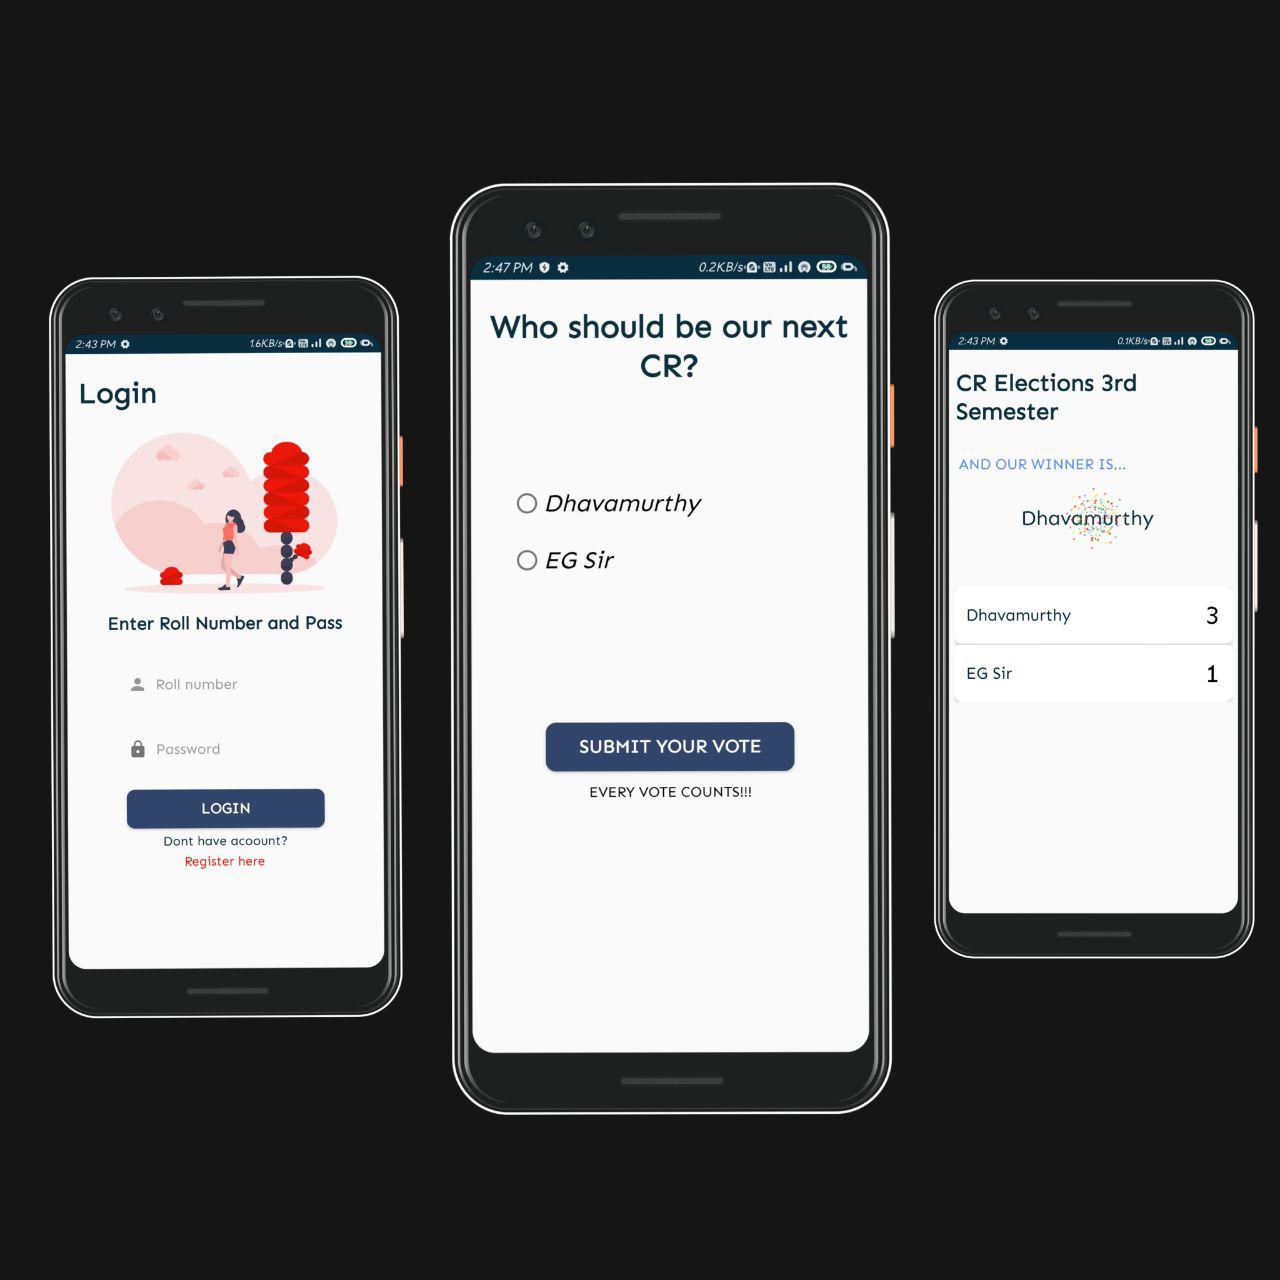 2:43 PM
1.6KB/s
Login
Enter Roll Number and Pass
Roll number
Password
LOGIN
Dont have acoount?
Register here
2:47 PM
0.2KB/s
Who should be our next
CR?
Dhavamurthy
EG Sir
SUBMIT YOUR VOTE
EVERY VOTE COUNTS!!!
2:43 PM
0.1KB/s
CR Elections 3rd
Semester
AND OUR WINNER IS...
Dhavamurthy
Dhavamurthy 3
EG Sir 1